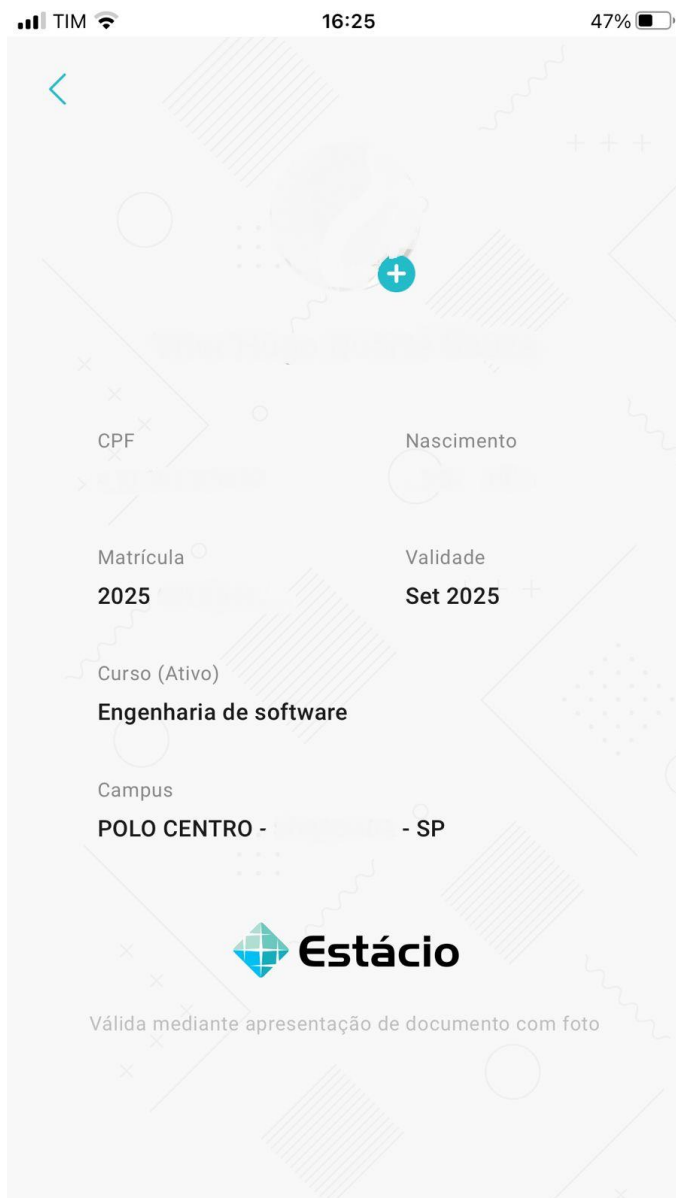 TIM 16:25 47%
CPF Nascimento
Matrícula Validade
2025 Set 2025
Curso (Ativo)
Engenharia de software
Campus
POLO CENTRO - - SP
Estácio
Válida mediante apresentação de documento com foto